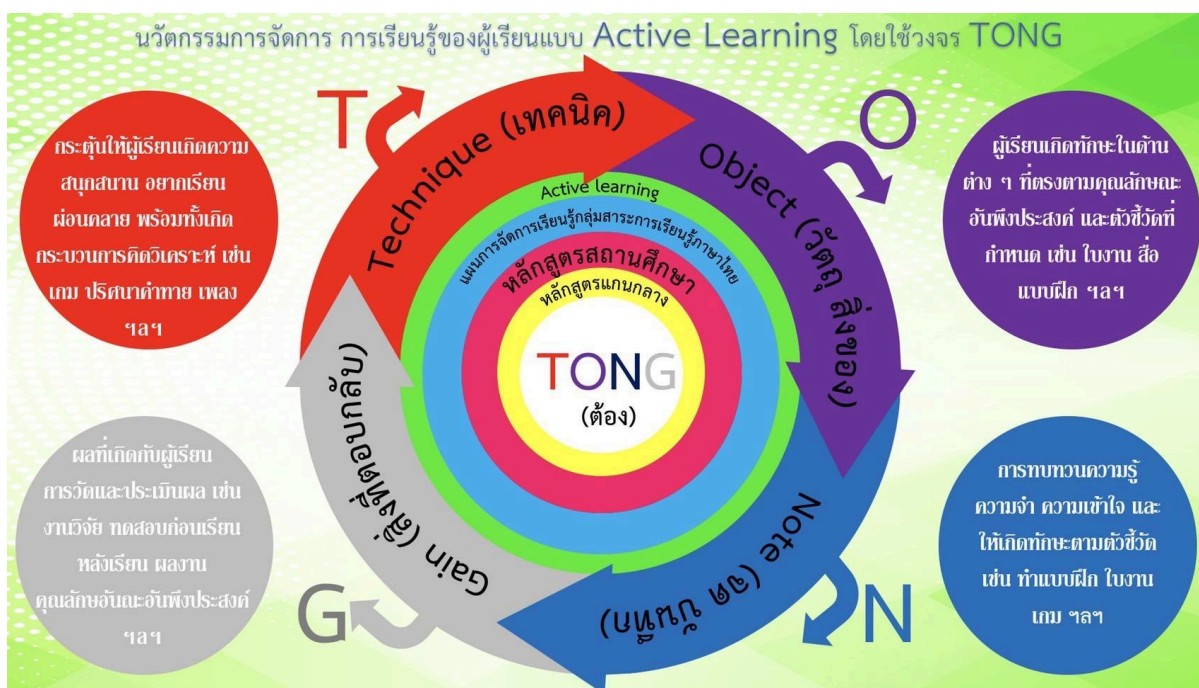 นวัตกรรมการจัดการ การเรียนรู้ของผู้เรียนแบบ Active Learning โดยใช้วงจร TONG
T
กระตุ้นให้ผู้เรียนเกิดความ
สนุกสนาน อยากเรียน
ผ่อนคลาย พร้อมทั้งเกิด
กระบวนการคิดวิเคราะห์ เช่น
เกม ปริศนาคำทาย เพลง
ฯลฯ
Technique (เทคนิค)
O
ผู้เรียนเกิดทักษะในด้าน
ต่าง ๆ ที่ตรงตามคุณลักษณะ
อันพึงประสงค์ และตัวชี้วัดที่
กำหนด เช่น ใบงาน สื่อ
แบบฝึก ฯลฯ
Object (วัตถุ สิ่งของ)
Active learning
แผนการจัดการเรียนรู้กลุ่มสาระการเรียนรู้ภาษาไทย
หลักสูตรสถานศึกษา
หลักสูตรแกนกลาง
TONG
(ต้อง)
Note (จด บันทึก)
N
การทบทวนความรู้
ความจำ ความเข้าใจ และ
ให้เกิดทักษะตามตัวชี้วัด
เช่น ทำแบบฝึก ใบงาน
เกม ฯลฯ
Gain (สิ่งที่ตอบกลับ)
G
ผลที่เกิดกับผู้เรียน
การวัดและประเมินผล เช่น
งานวิจัย ทดสอบก่อนเรียน
หลังเรียน ผลงาน
คุณลักษอันณะอันพึงประสงค์
ฯลฯ